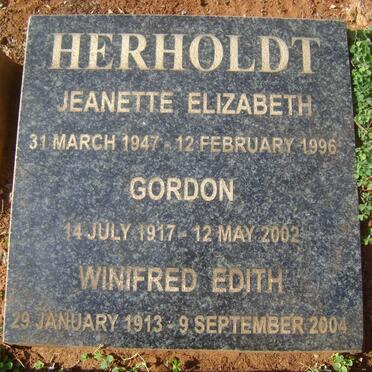 HERHOLDT
JEANETTE ELIZABETH
31 MARCH 1947 - 12 FEBRUARY 1996
GORDON
14 JULY 1917 - 12 MAY 2002
WINIFRED EDITH
29 JANUARY 1913 - 9 SEPTEMBER 2004